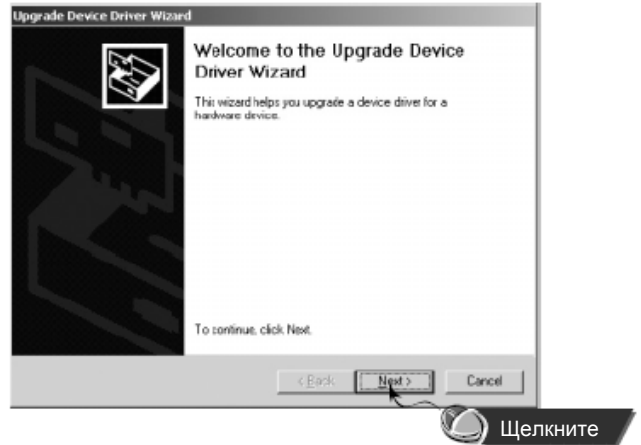 Upgrade Device Driver Wizard
Welcome to the Upgrade Device
Driver Wizard
This wizard helps you upgrade a device driver for a
hardware device.
To continue, click Next.
< Back
Next >
Cancel
Щелкните